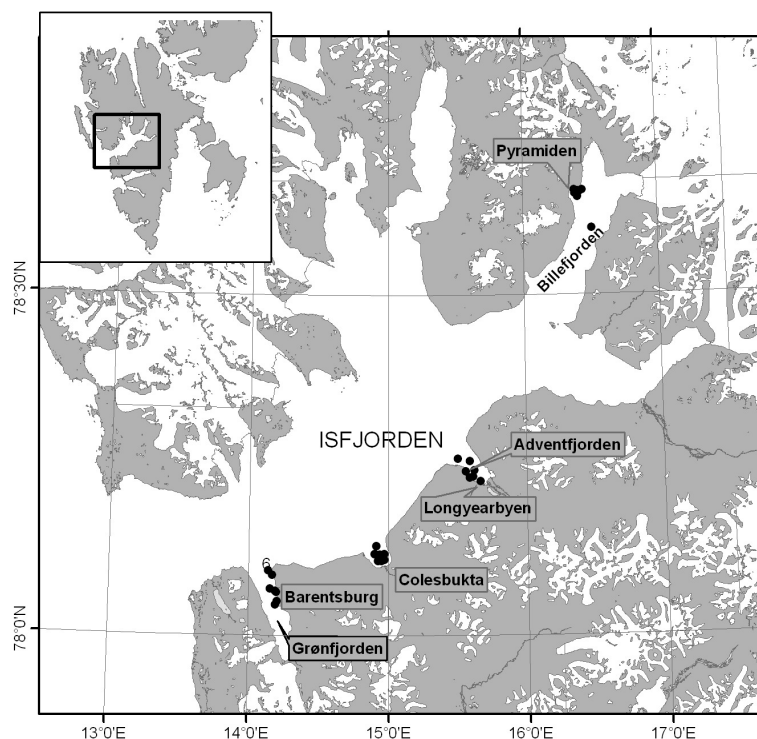 Pyramiden
Billefjorden
78°30'N
ISFJORDEN
Adventfjorden
Longyearbyen
Colesbukta
Barentsburg
Grønfjorden
78°0'N
13°0'E
14°0'E
15°0'E
16°0'E
17°0'E